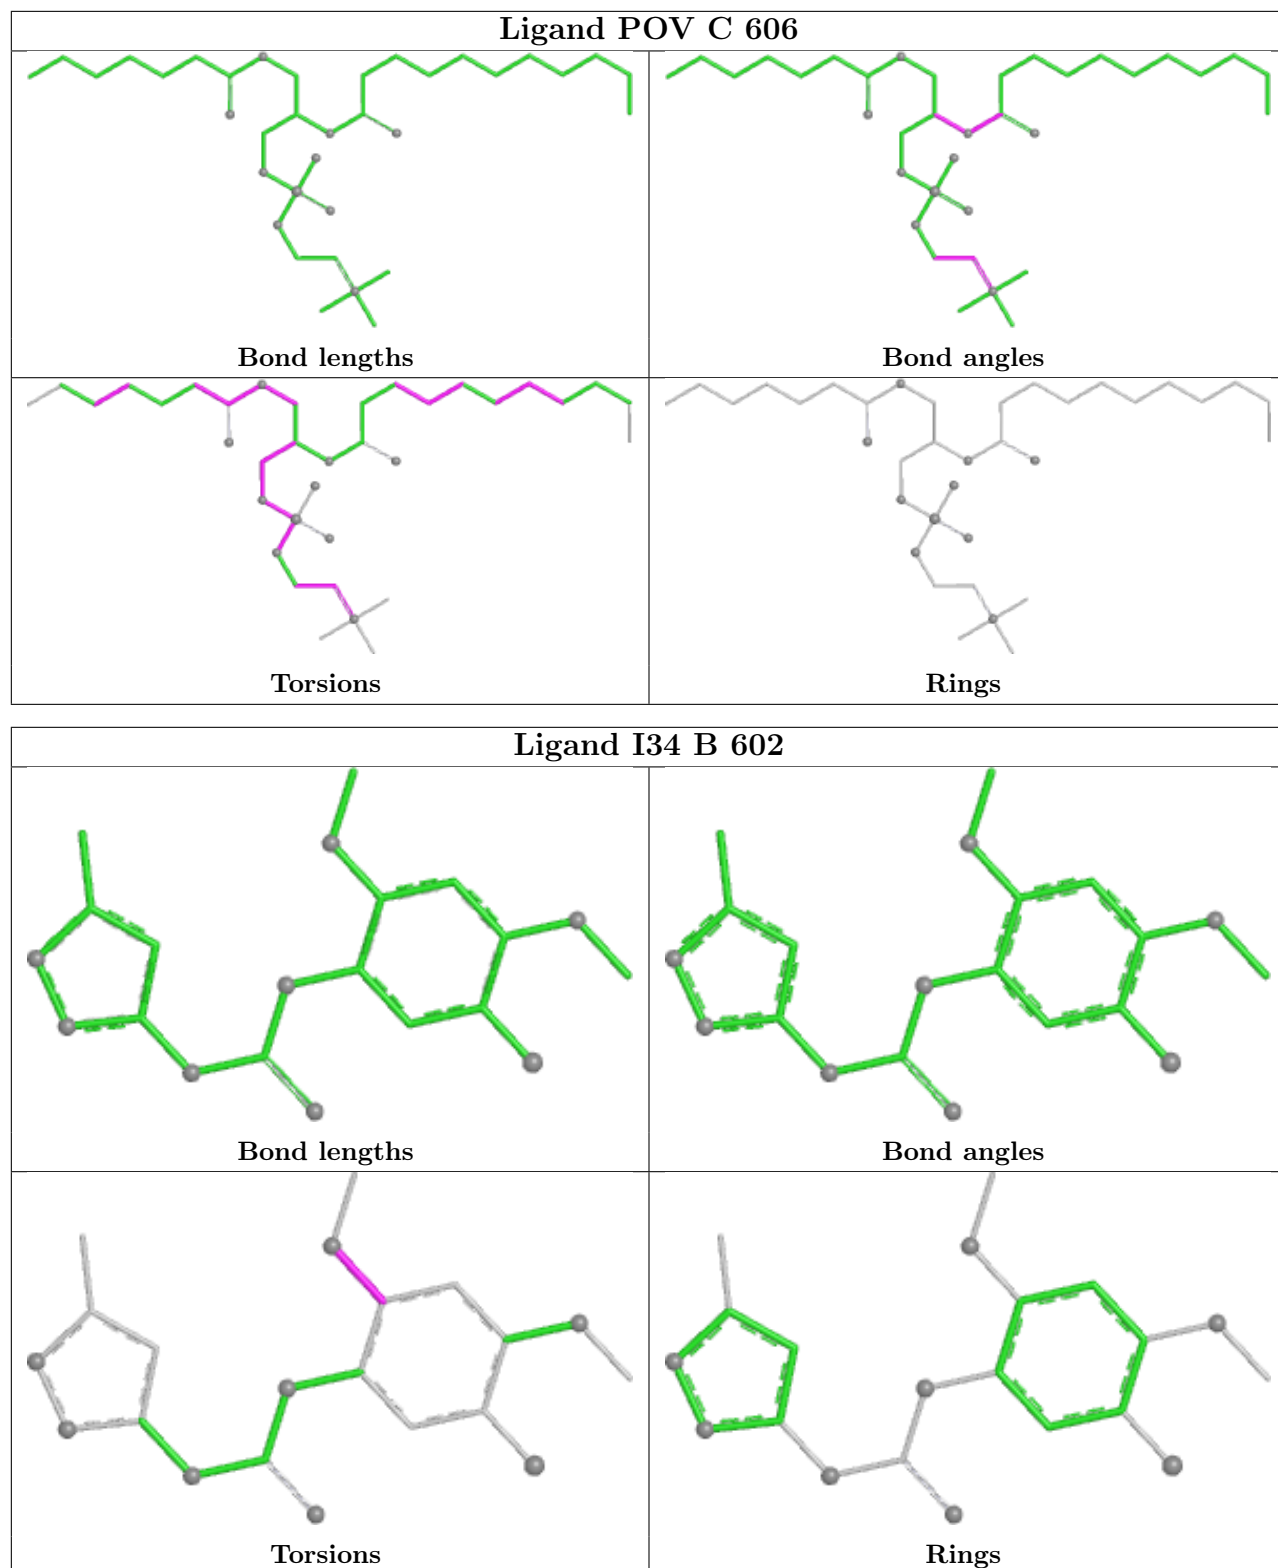 Ligand POV C 606
Bond lengths
Bond angles
Torsions
Rings
Ligand I34 B 602
Bond lengths
Bond angles
Torsions
Rings